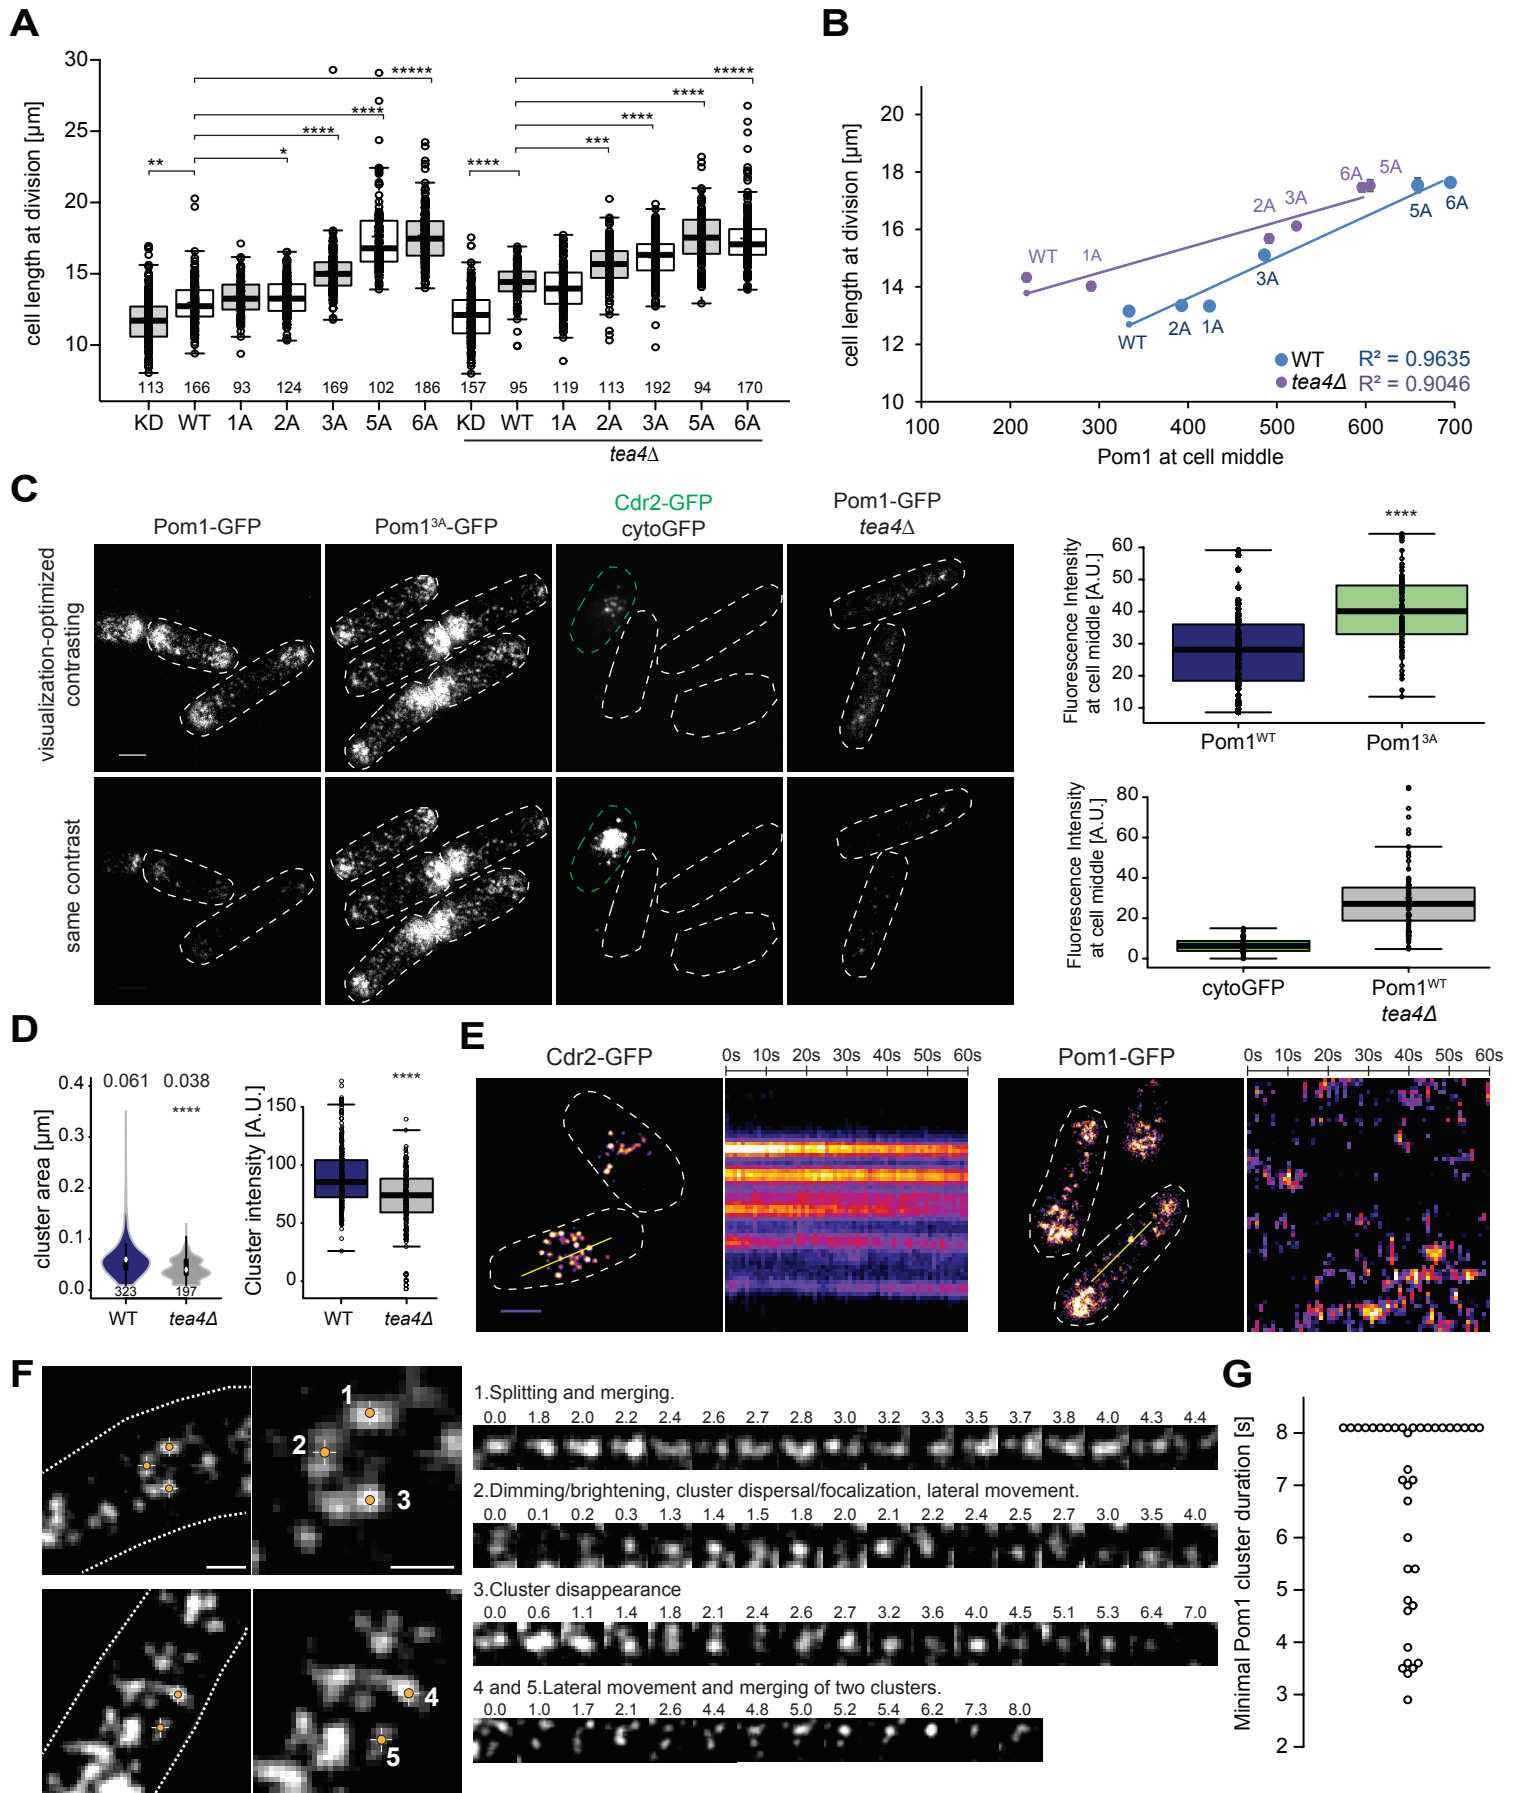 A
cell length at division [µm]
30
25
20
15
10
** * **** **** *****
**** *** **** **** *****
113 166 93 124 169 102 186 157 95 119 113 192 94 170
KD WT 1A 2A 3A 5A 6A KD WT 1A 2A 3A 5A 6A
tea4Δ
B
cell length at division [µm]
20
18
16
14
12
10
WT 1A 2A 3A 6A 5A
WT 2A 1A 3A 5A 6A
WT R² = 0.9635
tea4Δ R² = 0.9046
100 200 300 400 500 600 700
Pom1 at cell middle
C
Pom1-GFP
Pom1³ᴬ-GFP
Cdr2-GFP
cytoGFP
Pom1-GFP
tea4Δ
visualization-optimized
contrasting
same contrast
Fluorescence Intensity
at cell middle [A.U.]
60
50
40
30
20
10
****
Pom1ᵂᵀ Pom1³ᴬ
Fluorescence Intensity
at cell middle [A.U.]
80
60
40
20
0
cytoGFP Pom1ᵂᵀ
tea4Δ
D
cluster area [µm]
0.4
0.3
0.2
0.1
0.0
0.061 0.038
****
323 197
WT tea4Δ
Cluster intensity [A.U.]
150
100
50
0
****
WT tea4Δ
E
Cdr2-GFP
0s 10s 20s 30s 40s 50s 60s
Pom1-GFP
0s 10s 20s 30s 40s 50s 60s
F
1
2
3
4
5
1.Splitting and merging.
0.0 1.8 2.0 2.2 2.4 2.6 2.7 2.8 3.0 3.2 3.3 3.5 3.7 3.8 4.0 4.3 4.4
2.Dimming/brightening, cluster dispersal/focalization, lateral movement.
0.0 0.1 0.2 0.3 1.3 1.4 1.5 1.8 2.0 2.1 2.2 2.4 2.5 2.7 3.0 3.5 4.0
3.Cluster disappearance
0.0 0.6 1.1 1.4 1.8 2.1 2.4 2.6 2.7 3.2 3.6 4.0 4.5 5.1 5.3 6.4 7.0
4 and 5.Lateral movement and merging of two clusters.
0.0 1.0 1.7 2.1 2.6 4.4 4.8 5.0 5.2 5.4 6.2 7.3 8.0
G
Minimal Pom1 cluster duration [s]
8
7
6
5
4
3
2